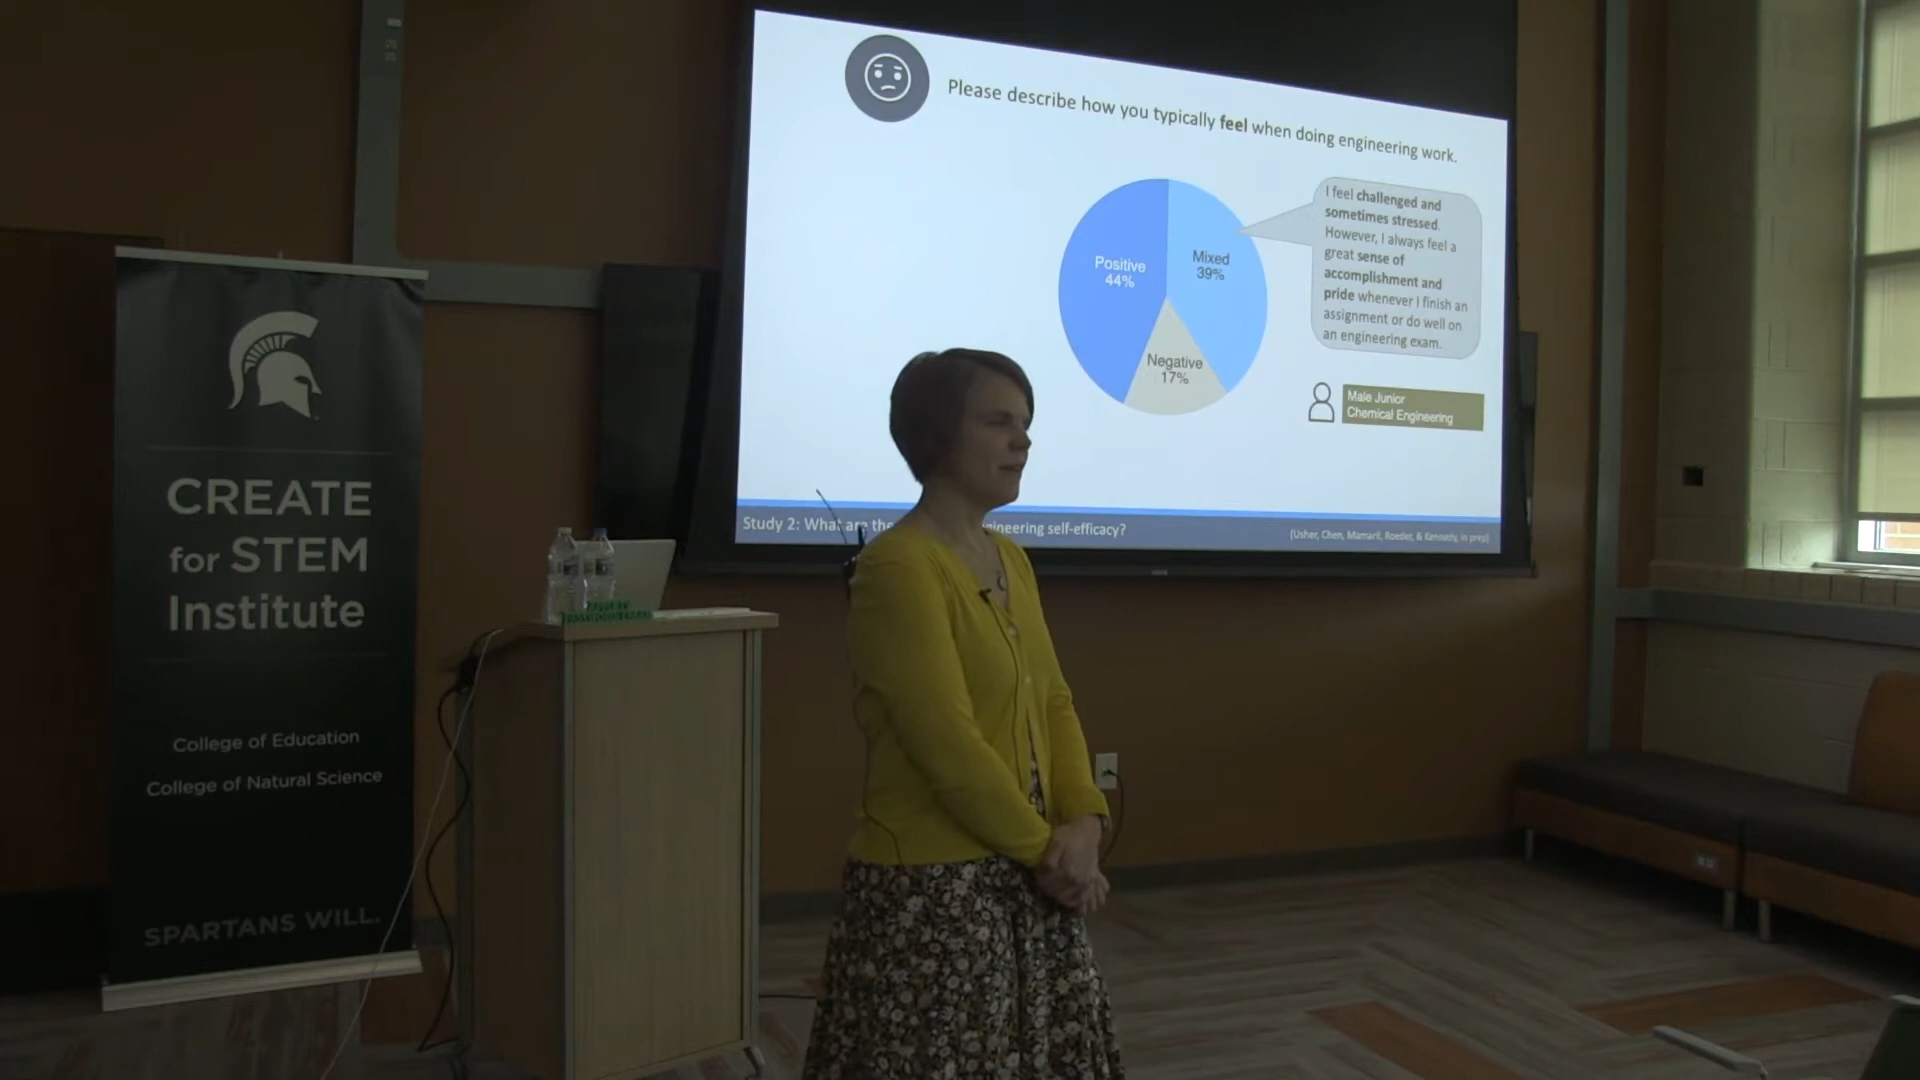 Please describe how you typically feel when doing engineering work.
Positive
44%
Mixed
39%
Negative
17%
I feel challenged and
sometimes stressed.
However, I always feel a
great sense of
accomplishment and
pride whenever I finish an
assignment or do well on
an engineering exam.
Male Junior
Chemical Engineering
Study 2: What are the ngineering self-efficacy?
(Usher, Chen, Mamaril, Roeder, & Kennedy, in prep)
CREATE
for STEM
Institute
College of Education
College of Natural Science
SPARTANS WILL.